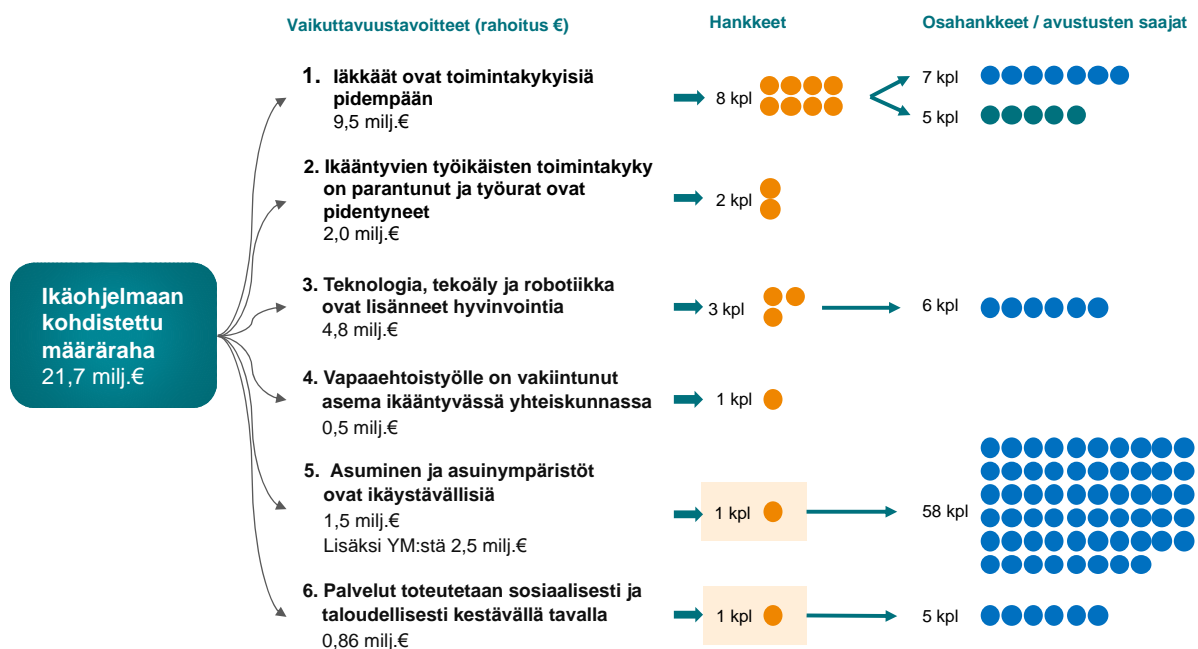 Vaikuttavuustavoitteet (rahoitus €)
Hankkeet
Osahankkeet / avustusten saajat
Ikäohjelmaan
kohdistettu
määräraha
21,7 milj.€
1. Iäkkäät ovat toimintakykyisiä
pidempään
9,5 milj.€
8 kpl
7 kpl
5 kpl
2. Ikääntyvien työikäisten toimintakyky
on parantunut ja työurat ovat
pidentyneet
2,0 milj.€
2 kpl
3. Teknologia, tekoäly ja robotiikka
ovat lisänneet hyvinvointia
4,8 milj.€
3 kpl
6 kpl
4. Vapaaehtoistyölle on vakiintunut
asema ikääntyvässä yhteiskunnassa
0,5 milj.€
1 kpl
5. Asuminen ja asuinympäristöt
ovat ikäystävällisiä
1,5 milj.€
Lisäksi YM:stä 2,5 milj.€
1 kpl
58 kpl
6. Palvelut toteutetaan sosiaalisesti ja
taloudellisesti kestävällä tavalla
0,86 milj.€
1 kpl
5 kpl